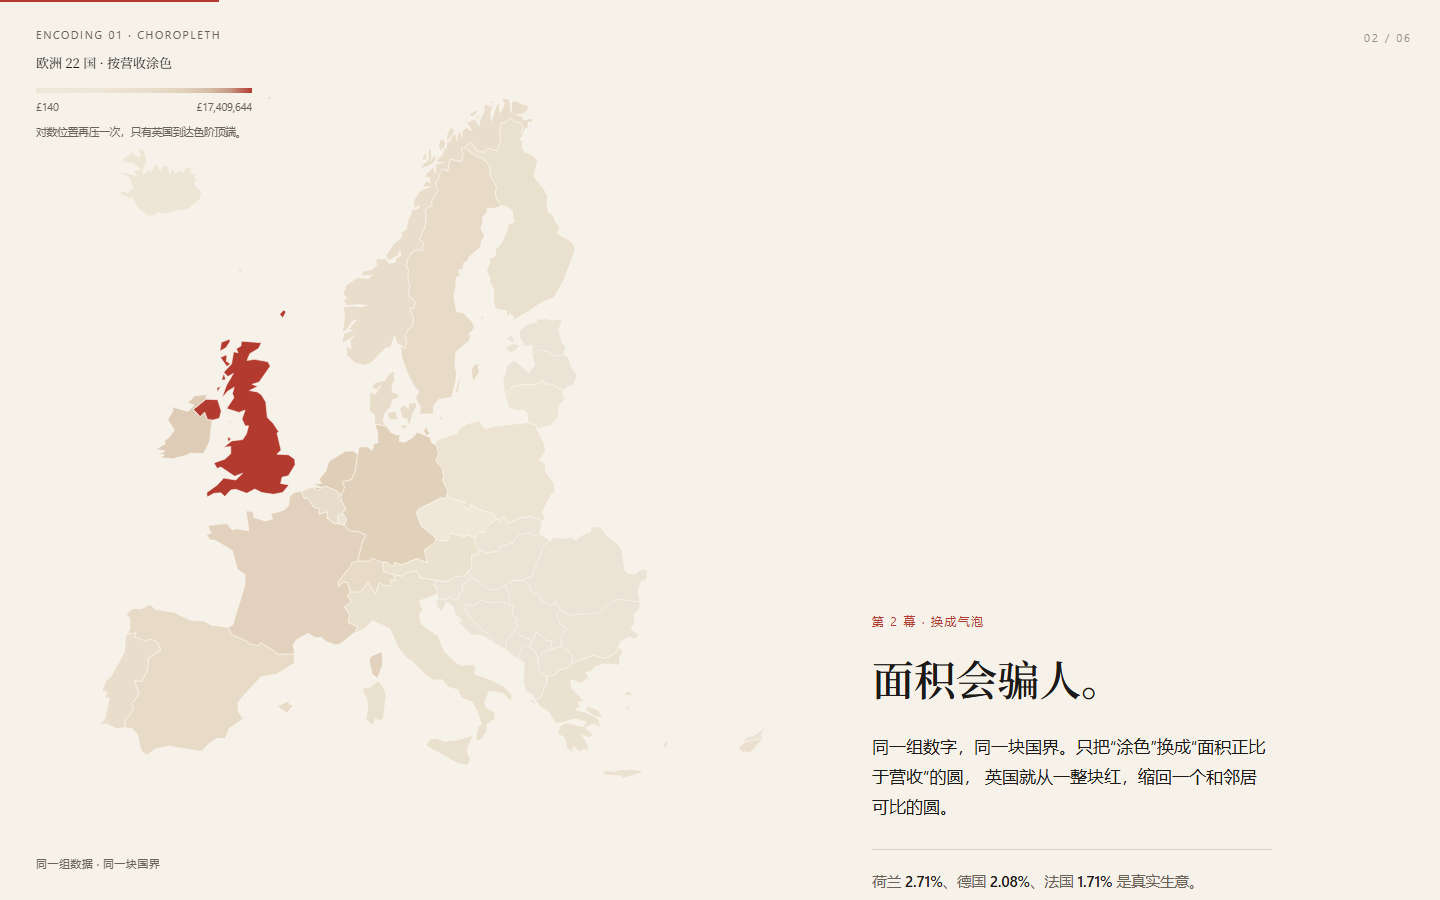 ENCODING 01 · CHOROPLETH
02 / 06
欧洲 22 国 · 按营收涂色
£140
£17,409,644
对数位置再压一次，只有英国到达色阶顶端。
第 2 幕 · 换成气泡
面积会骗人。
同一组数字，同一块国界。只把“涂色”换成“面积正比
于营收”的圆， 英国就从一整块红，缩回一个和邻居
可比的圆。
同一组数据 · 同一块国界
荷兰 2.71%、德国 2.08%、法国 1.71% 是真实生意。